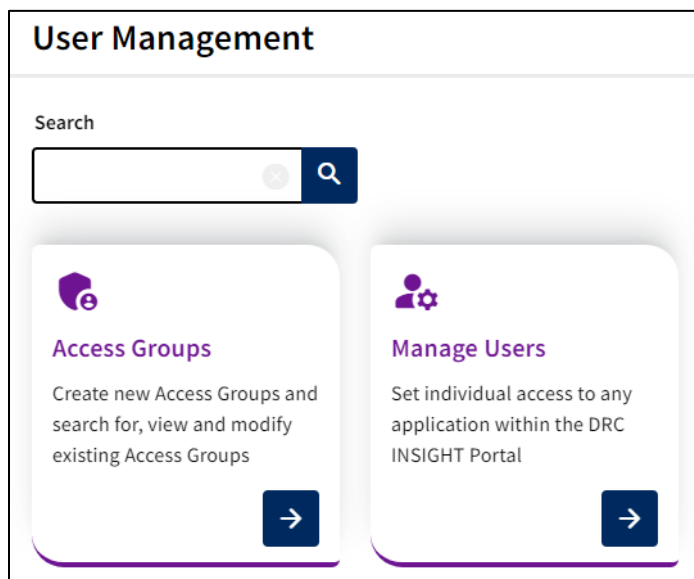 User Management
Search
Access Groups
Create new Access Groups and
search for, view and modify
existing Access Groups
Manage Users
Set individual access to any
application within the DRC
INSIGHT Portal